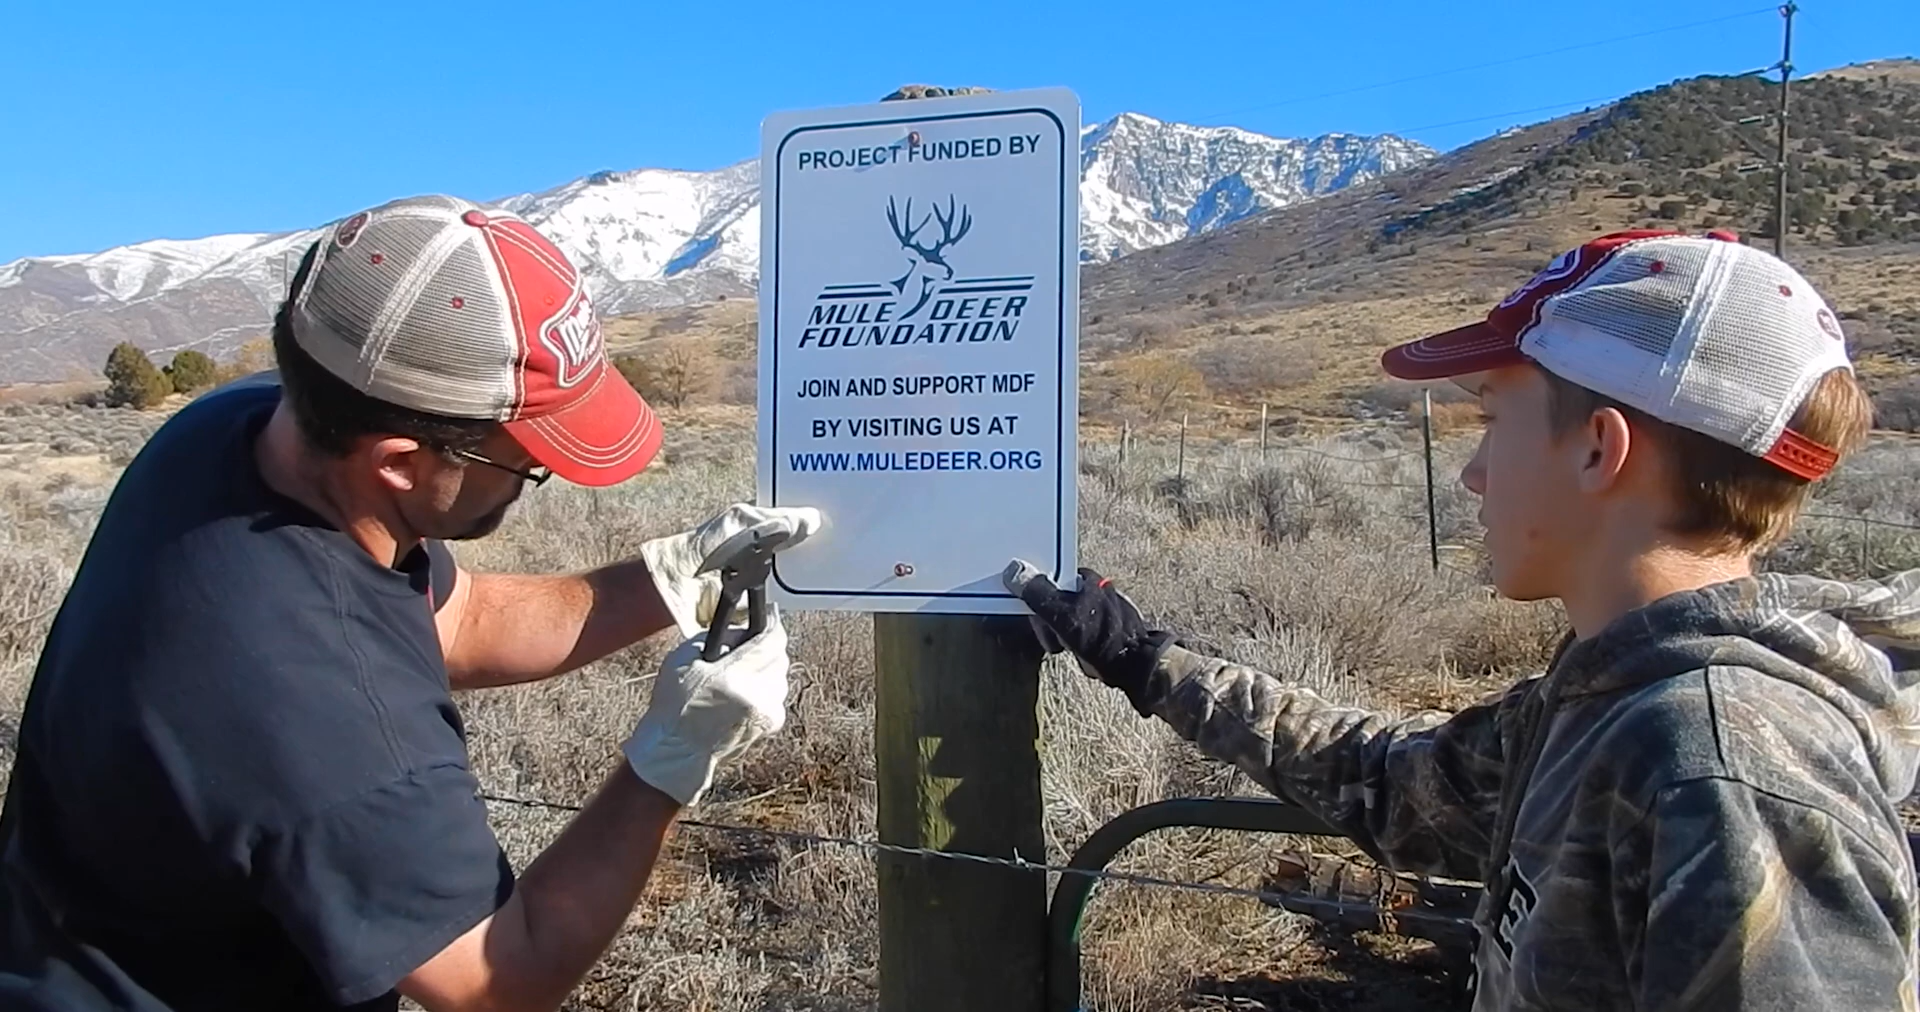 PROJECT FUNDED BY
MULE DEER
FOUNDATION
JOIN AND SUPPORT MDF
BY VISITING US AT
WWW.MULEDEER.ORG